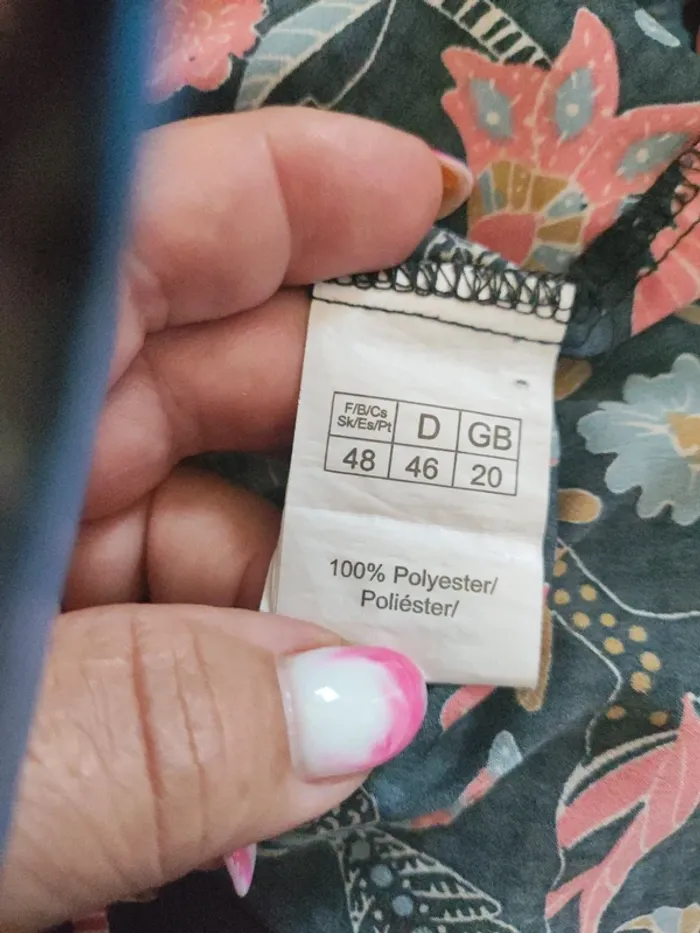 F/B/Cs
Sk/Es/Pt D GB
48 46 20
100% Polyester/
Poliéster/